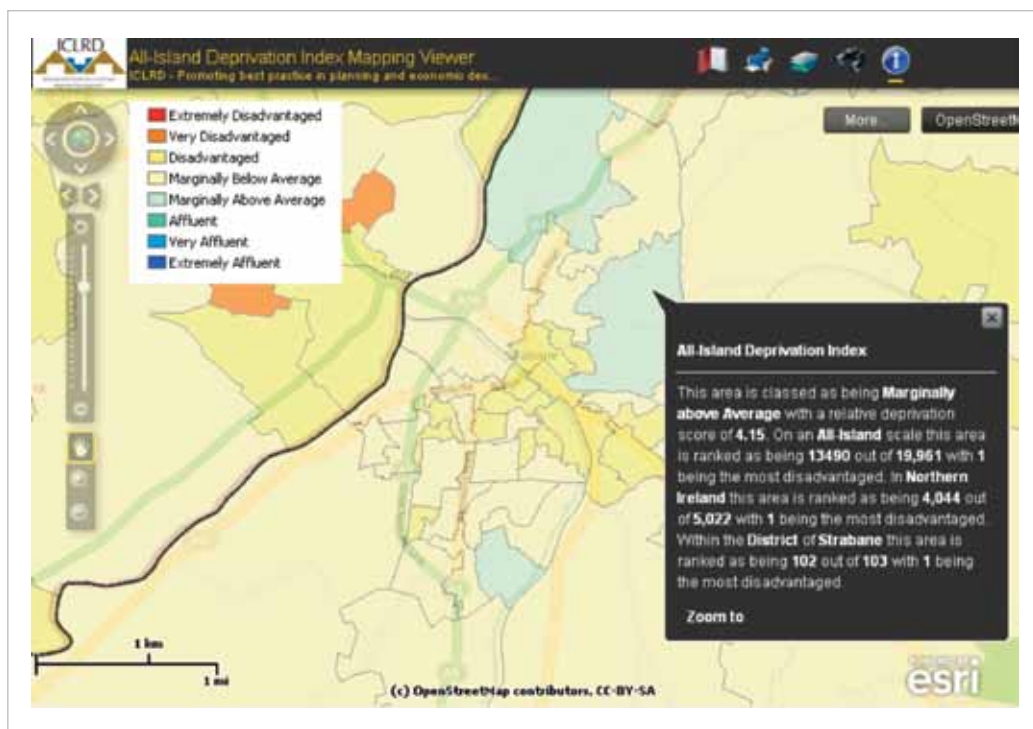 ICLRD
All-Island Deprivation Index Mapping Viewer
ICLRD - Promoting best practice in planning and economic dev...
Extremely Disadvantaged
Very Disadvantaged
Disadvantaged
Marginally Below Average
Marginally Above Average
Affluent
Very Affluent
Extremely Affluent
More...
OpenStreetM
All-Island Deprivation Index
This area is classed as being Marginally
above Average with a relative deprivation
score of 4.15. On an All-Island scale this area
is ranked as being 13490 out of 19,961 with 1
being the most disadvantaged. In Northern
Ireland this area is ranked as being 4,044 out
of 5,022 with 1 being the most disadvantaged.
Within the District of Strabane this area is
ranked as being 102 out of 103 with 1 being
the most disadvantaged.
Zoom to
1 km
1 mi
(c) OpenStreetMap contributors, CC-BY-SA
esri